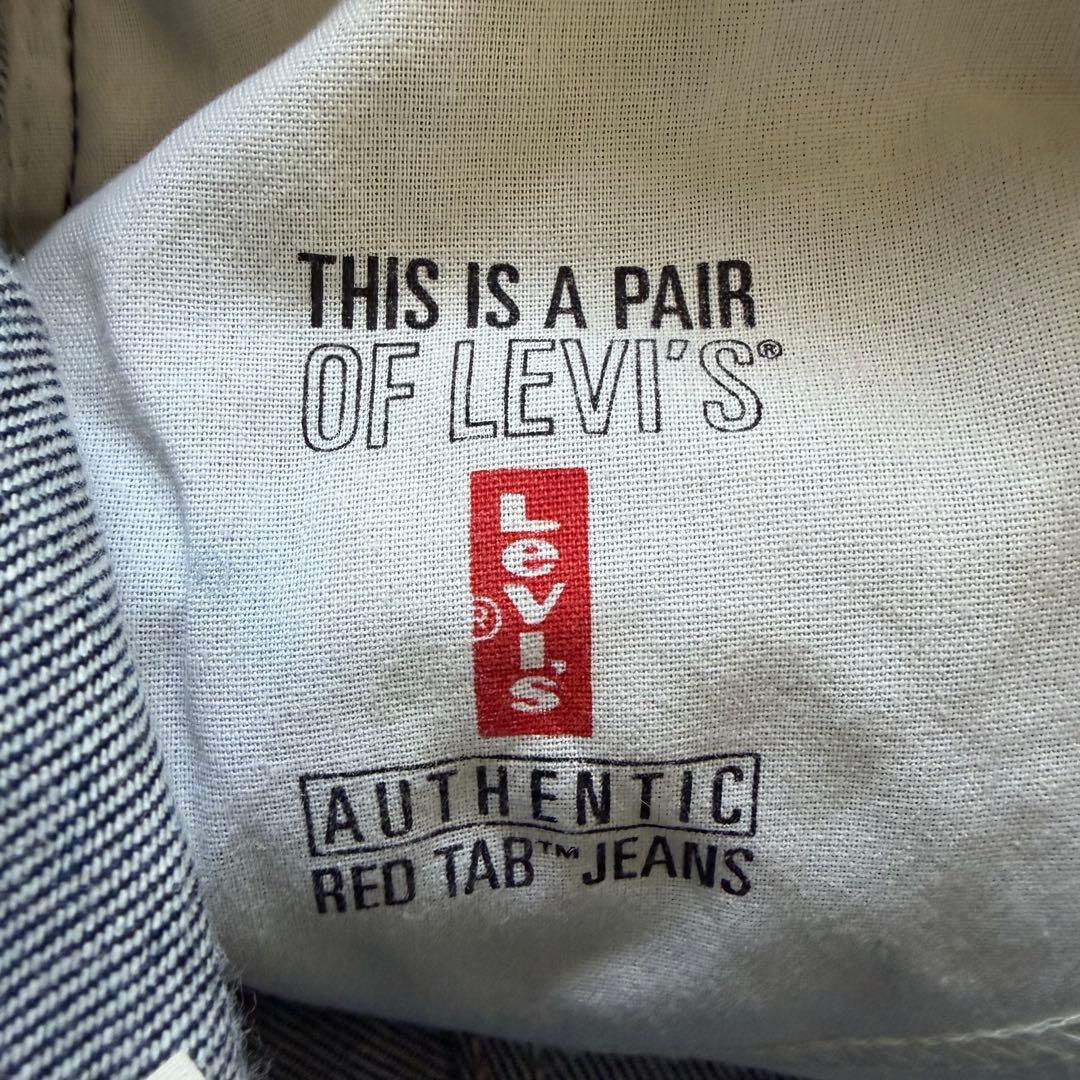 THIS IS A PAIR
OF LEVI'S®
Levi's
®
AUTHENTIC
RED TAB™ JEANS